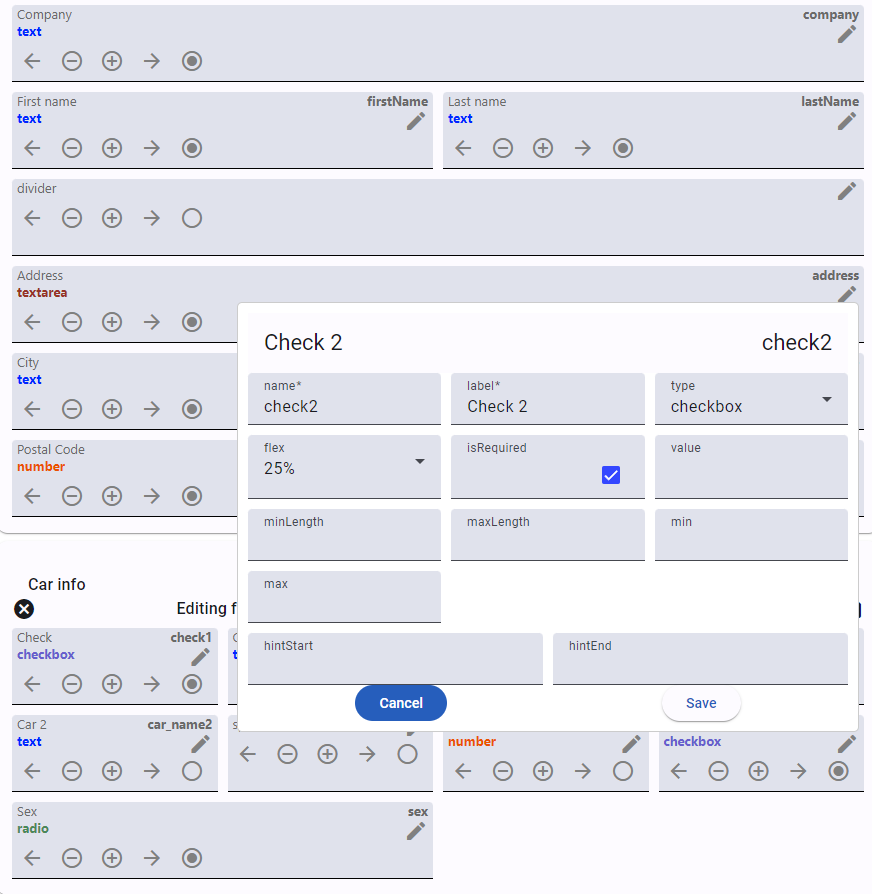 Company company
text
First name firstName Last name lastName
text text
divider
Address address
textarea
City
text
Postal Code
number
Check 2 check2
name* label* type
check2 Check 2 checkbox
flex isRequired value
25%
minLength maxLength min
max
hintStart hintEnd
Cancel Save
Car info
Editing
Check check1
checkbox
Car 2 car_name2
text number checkbox
Sex sex
radio